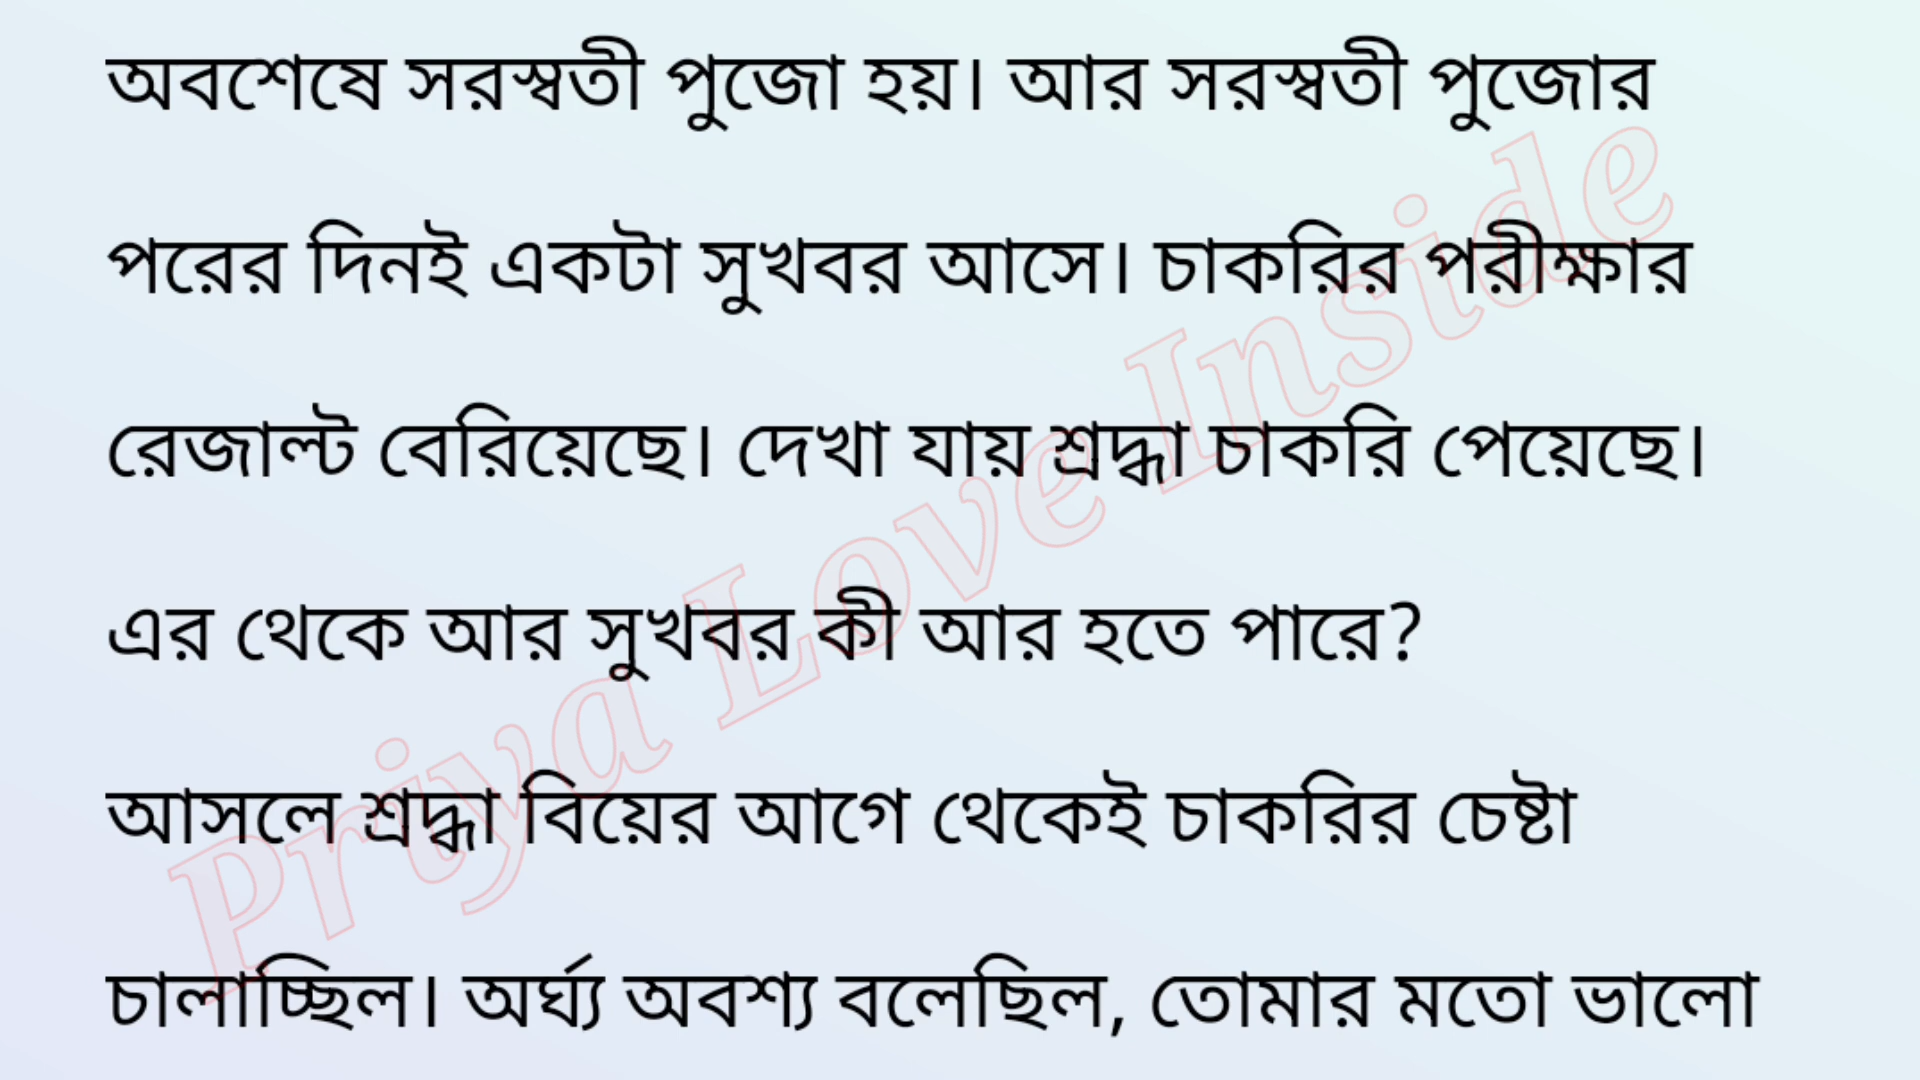 অবশেষে সরস্বতী পুজো হয়। আর সরস্বতী পুজোর
পরের দিনই একটা সুখবর আসে। চাকরির পরীক্ষার
রেজাল্ট বেরিয়েছে। দেখা যায় শ্রদ্ধা চাকরি পেয়েছে।
এর থেকে আর সুখবর কী আর হতে পারে?
আসলে শ্রদ্ধা বিয়ের আগে থেকেই চাকরির চেষ্টা
চালাচ্ছিল। অর্ঘ্য অবশ্য বলেছিল, তোমার মতো ভালো
Priya Love Inside